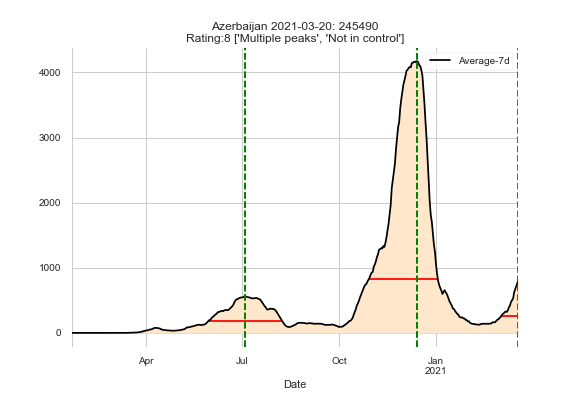 Azerbaijan 2021-03-20: 245490
Rating:8 ['Multiple peaks', 'Not in control']
Average-7d
4000
3000
2000
1000
0
Apr Jul Oct Jan
2021
Date